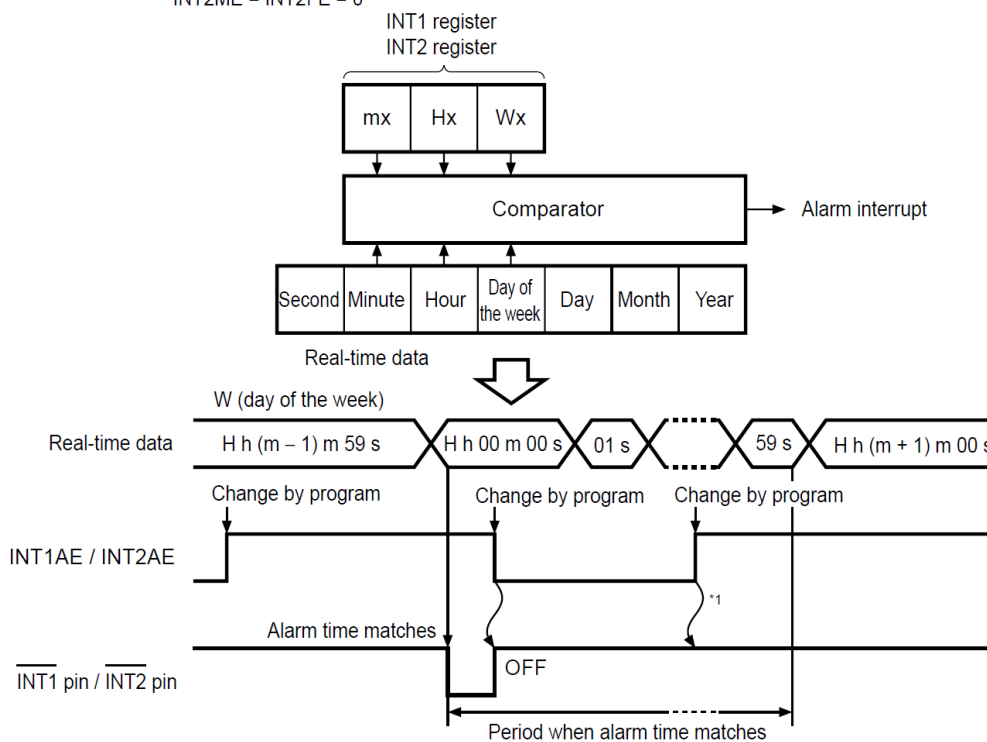 INT2ME = INT2FE = 0
INT1 register
INT2 register
mx
Hx
Wx
Comparator
Alarm interrupt
Second
Minute
Hour
Day of
the week
Day
Month
Year
Real-time data
W (day of the week)
Real-time data
H h (m − 1) m 59 s
H h 00 m 00 s
01 s
59 s
H h (m + 1) m 00 s
Change by program
Change by program
Change by program
INT1AE / INT2AE
*1
Alarm time matches
OFF
INT1 pin / INT2 pin
Period when alarm time matches